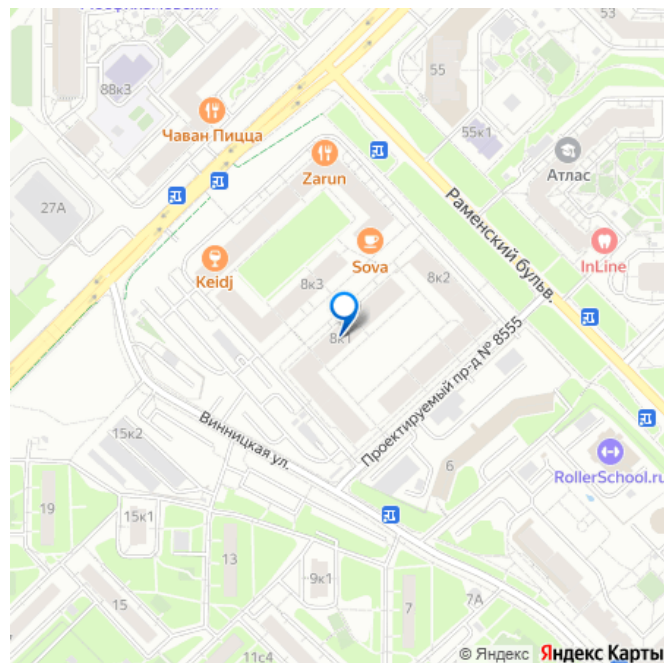 53
55
88к3
55к1
Чаван Пицца
Атлас
Zarun
27А
Раменский бульв.
InLine
Sova
Keidj
8к3
8к2
8к1
Проектируемый пр-д № 8555
15к2
Винницкая ул.
6
RollerSchool.ru
19
15к1
13
9к1
7
7А
15
11с4
© Яндекс Яндекс Карты